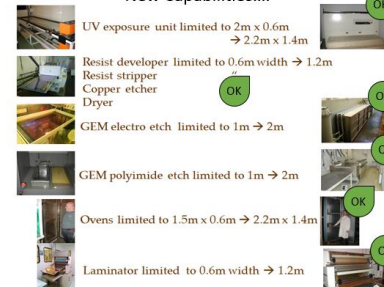 New capabilities...
UV exposure unit limited to 2m x 0.6m OK
→ 2.2m x 1.4m
Resist developer limited to 0.6m width → 1.2m
Resist stripper "
Copper etcher OK
Dryer
GEM electro etch limited to 1m → 2m
GEM polyimide etch limited to 1m → 2m
Ovens limited to 1.5m x 0.6m → 2.2m x 1.4m OK
Laminator limited to 0.6m width → 1.2m